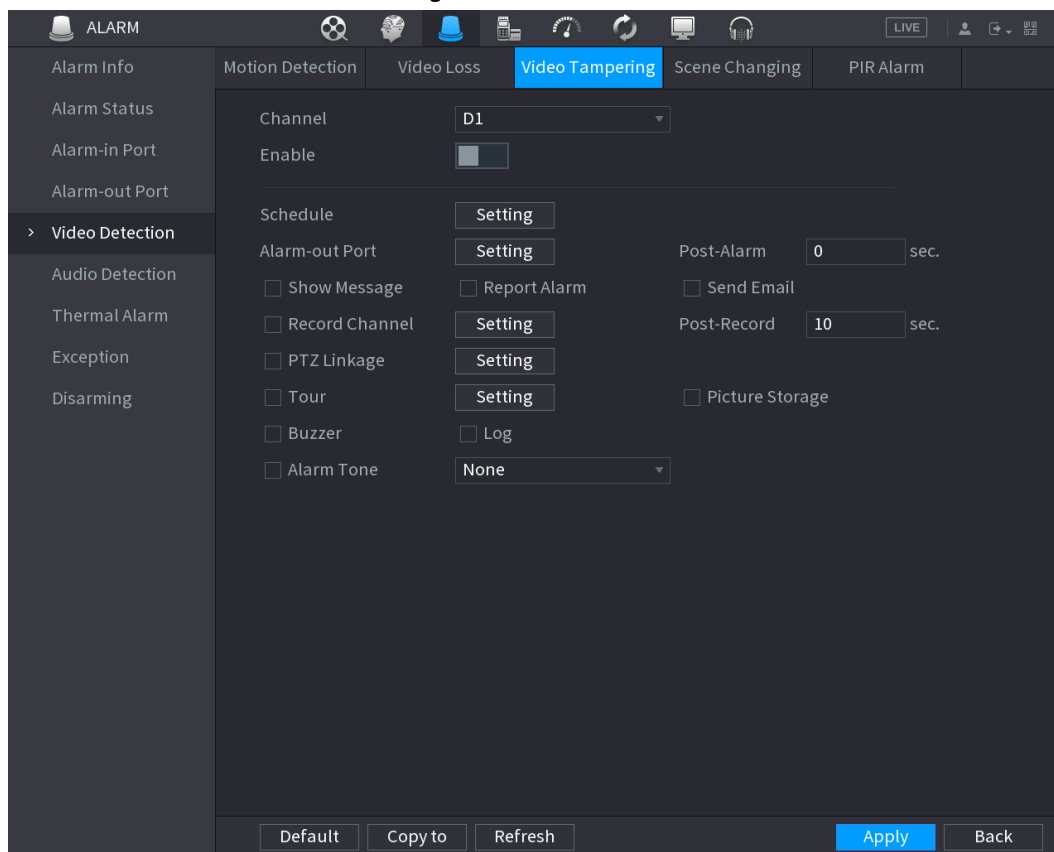 ALARM
LIVE
Alarm Info
Alarm Status
Alarm-in Port
Alarm-out Port
> Video Detection
Audio Detection
Thermal Alarm
Exception
Disarming
Motion Detection Video Loss Video Tampering Scene Changing PIR Alarm
Channel D1
Enable
Schedule Setting
Alarm-out Port Setting Post-Alarm 0 sec.
Show Message Report Alarm Send Email
Record Channel Setting Post-Record 10 sec.
PTZ Linkage Setting
Tour Setting Picture Storage
Buzzer Log
Alarm Tone None
Default Copy to Refresh Apply Back